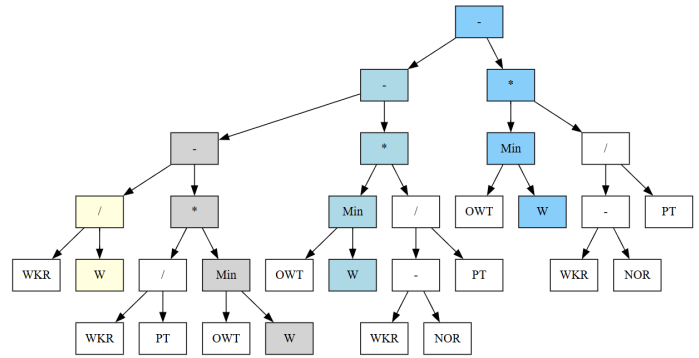 -
- *
- * Min /
/ * Min / OWT W - PT
WKR W / Min OWT W - PT WKR NOR
WKR PT OWT W WKR NOR